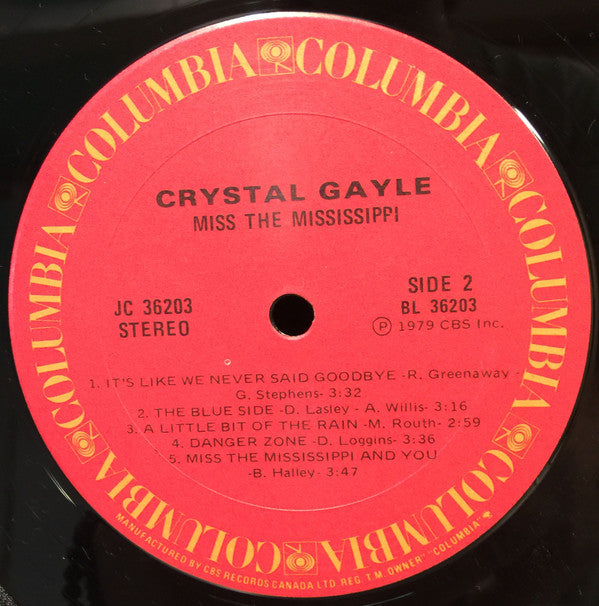 COLUMBIA COLUMBIA COLUMBIA COLUMBIA COLUMBIA COLUMBIA
CRYSTAL GAYLE
MISS THE MISSISSIPPI
JC 36203
STEREO
SIDE 2
BL 36203
Ⓟ 1979 CBS Inc.
1. IT'S LIKE WE NEVER SAID GOODBYE -R. Greenaway -
G. Stephens- 3:32
2. THE BLUE SIDE -D. Lasley - A. Willis- 3:16
3. A LITTLE BIT OF THE RAIN -M. Routh- 2:59
4. DANGER ZONE -D. Loggins- 3:36
5. MISS THE MISSISSIPPI AND YOU
-B. Halley- 3:47
MANUFACTURED BY CBS RECORDS CANADA LTD. REG. T.M. OWNER "COLUMBIA"